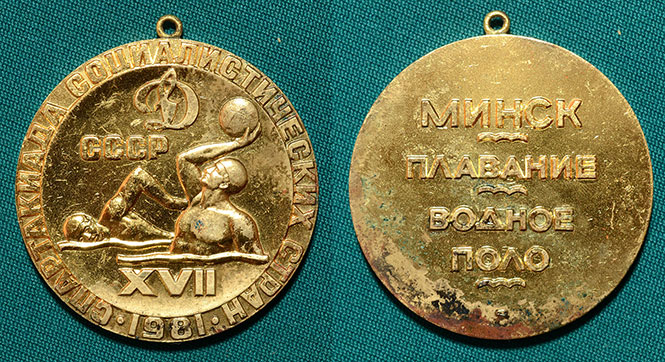 СПАРТАКИАДА СОЦИАЛИСТИЧЕСКИХ СТРАН
Д
СССР
XVII
·1981·
МИНСК
ПЛАВАНИЕ
ВОДНОЕ
ПОЛО